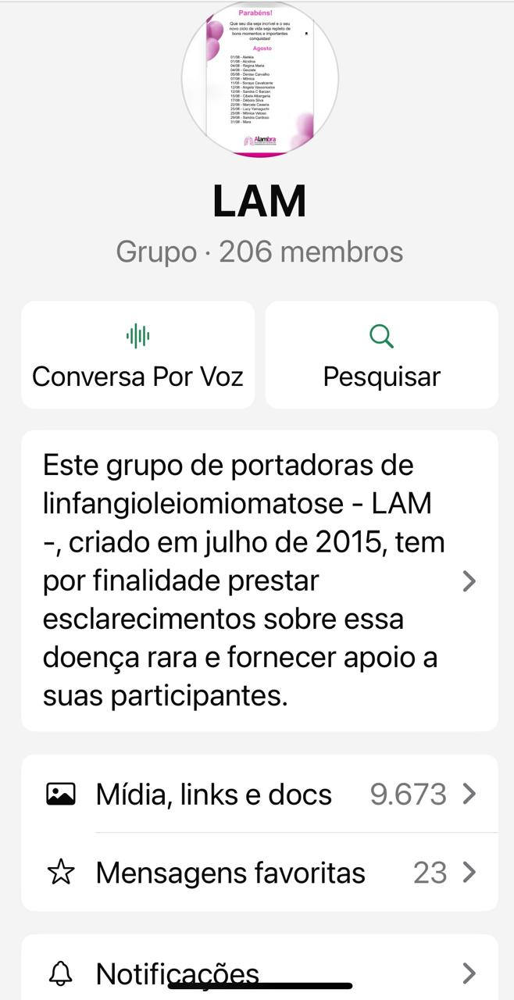 Parabéns!
Que seu dia seja incrível e o seu
novo ciclo de vida seja repleto de
bons momentos e importantes
conquistas!
Agosto
01/08 - Alekkia
01/08 - Alcidnia
04/08 - Regina Maria
04/08 - Geozele
05/08 - Denise Carvalho
07/08 - Mônica
11/08 - Soraya Cavalcante
12/08 - Angela Vasconcelos
12/08 - Sandra C Barzan
15/08 - Cibele Albergaria
17/08 - Débora Silva
22/08 - Marcela Caseira
25/08 - Lucy Yamaguchi
25/08 - Mônica Veloso
29/08 - Sandra Cardoso
31/08 - Mara
Alambra
LAM
Grupo · 206 membros
Conversa Por Voz
Pesquisar
Este grupo de portadoras de
linfangioleiomiomatose - LAM
-, criado em julho de 2015, tem
por finalidade prestar
esclarecimentos sobre essa
doença rara e fornecer apoio a
suas participantes.
Mídia, links e docs 9.673
Mensagens favoritas 23
Notificações